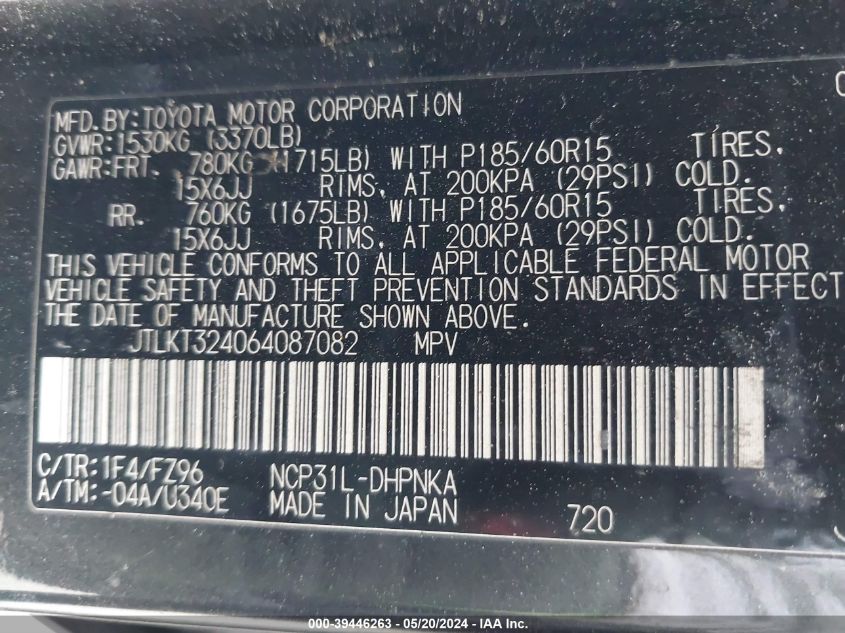 MFD.BY:TOYOTA MOTOR CORPORATION
GVWR:1530KG (3370LB)
GAWR:FRT. 780KG (1715LB) WITH P185/60R15 TIRES,
15X6JJ RIMS, AT 200KPA (29PSI) COLD.
RR. 760KG (1675LB) WITH P185/60R15 TIRES,
15X6JJ RIMS, AT 200KPA (29PSI) COLD.
THIS VEHICLE CONFORMS TO ALL APPLICABLE FEDERAL MOTOR
VEHICLE SAFETY AND THEFT PREVENTION STANDARDS IN EFFECT
THE DATE OF MANUFACTURE SHOWN ABOVE.
JTLKT324064087082 MPV
C/TR:1F4/FZ96 NCP31L-DHPNKA
A/TM:-04A/U340E MADE IN JAPAN 720
000-39446263 - 05/20/2024 - IAA Inc.